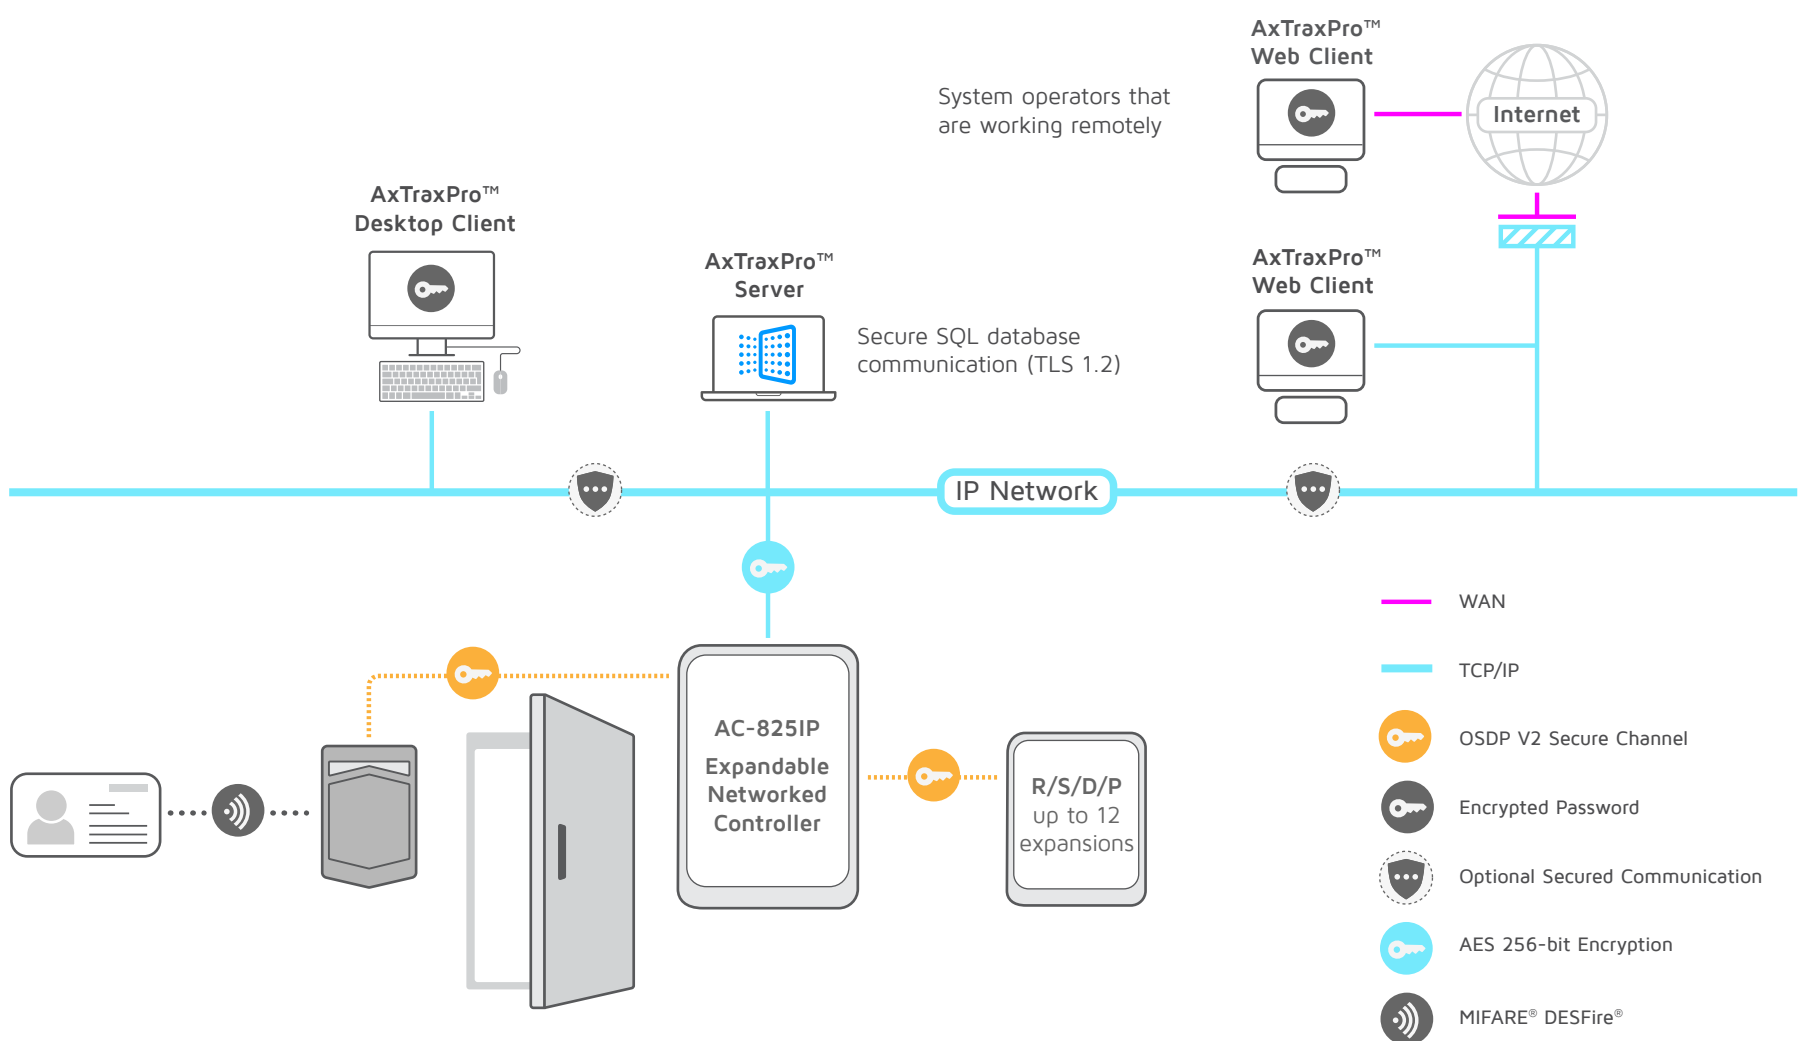 AxTraxPro™
Web Client
System operators that
are working remotely
Internet
AxTraxPro™
Desktop Client
AxTraxPro™
Server
Secure SQL database
communication (TLS 1.2)
AxTraxPro™
Web Client
IP Network
WAN
TCP/IP
OSDP V2 Secure Channel
Encrypted Password
Optional Secured Communication
AES 256-bit Encryption
MIFARE® DESFire®
AC-825IP
Expandable
Networked
Controller
R/S/D/P
up to 12
expansions